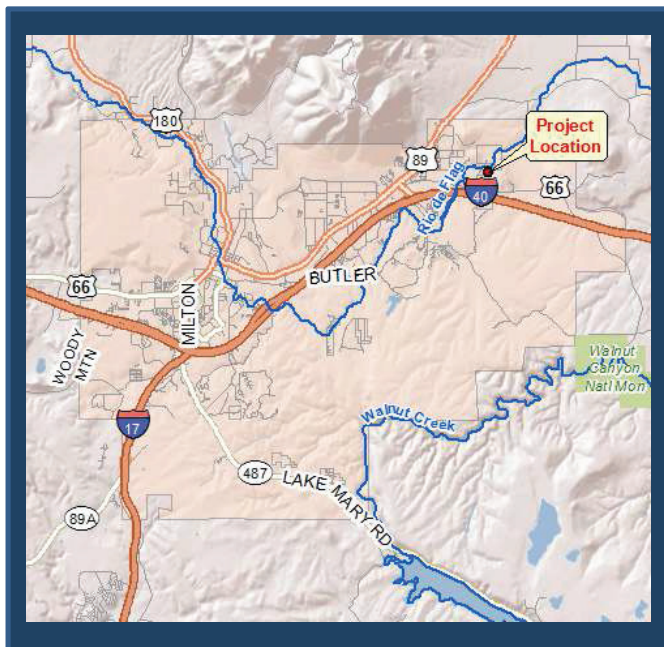 180
Project
Location
89
Rio de Flag
66
40
BUTLER
66
MILTON
WOODY
MTN
Walnut
Canyon
Natl Mon
Walnut Creek
17
487
LAKE MARY RD
89A